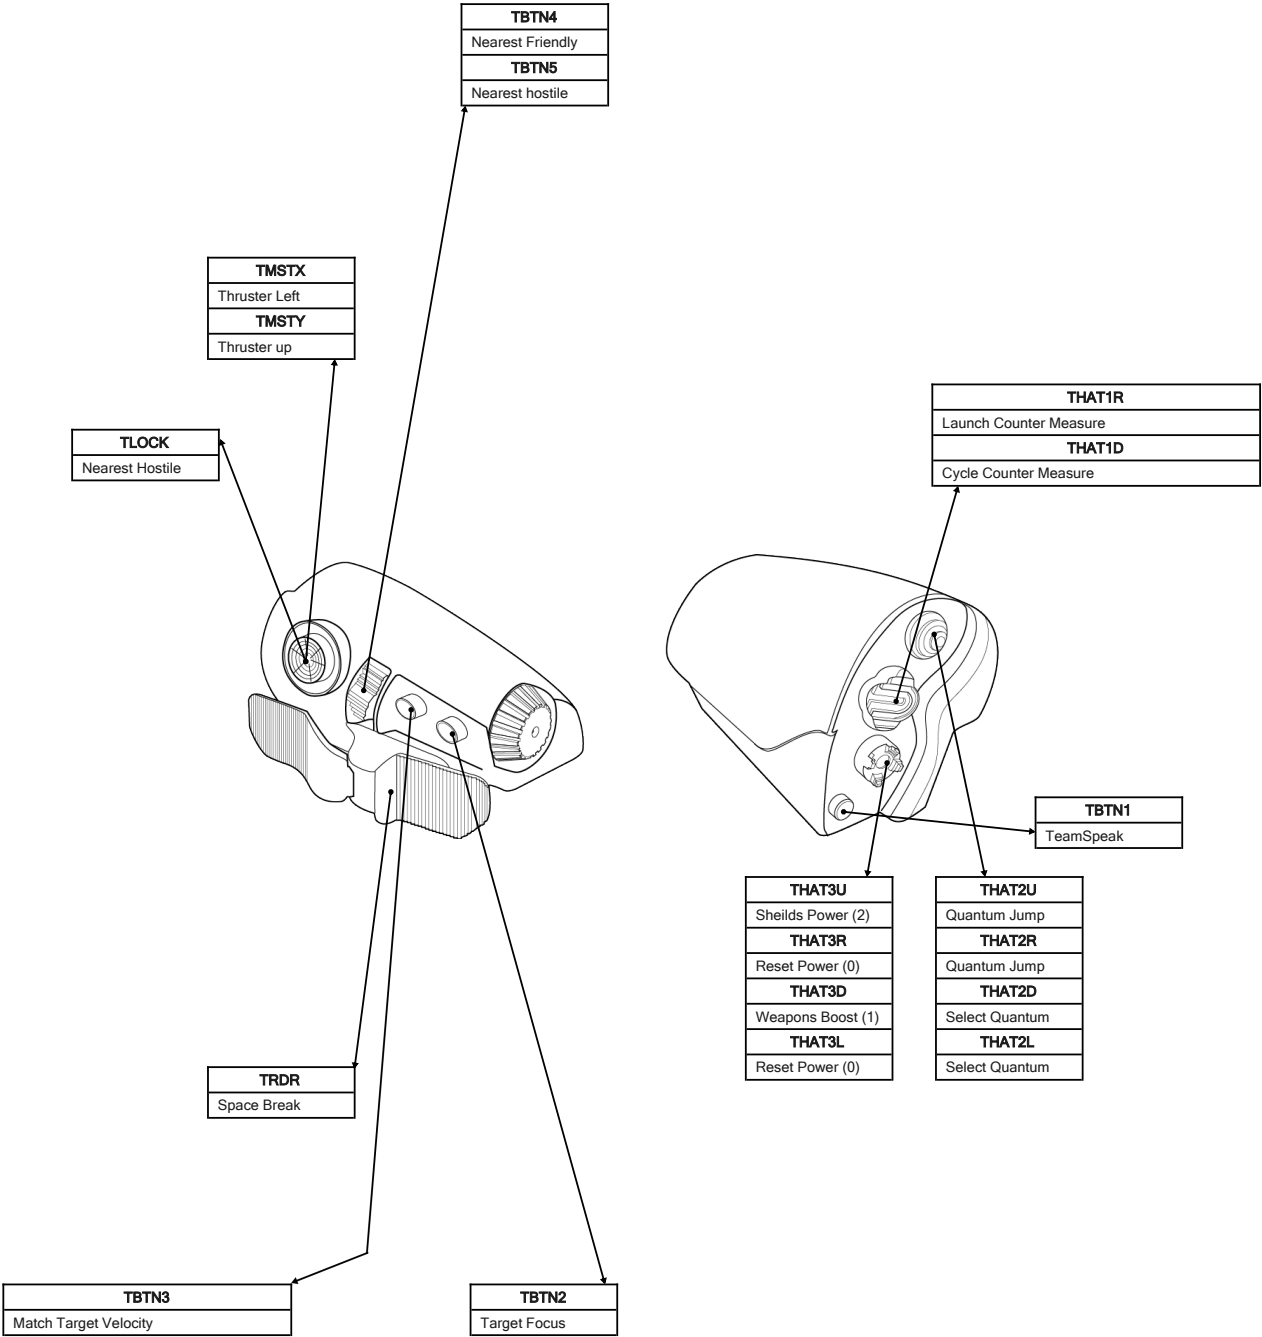 TBTN4
Nearest Friendly
TBTN5
Nearest hostile
TMSTX
Thruster Left
TMSTY
Thruster up
TLOCK
Nearest Hostile
THAT1R
Launch Counter Measure
THAT1D
Cycle Counter Measure
TBTN1
TeamSpeak
THAT3U
Sheilds Power (2)
THAT3R
Reset Power (0)
THAT3D
Weapons Boost (1)
THAT3L
Reset Power (0)
THAT2U
Quantum Jump
THAT2R
Quantum Jump
THAT2D
Select Quantum
THAT2L
Select Quantum
TRDR
Space Break
TBTN3
Match Target Velocity
TBTN2
Target Focus